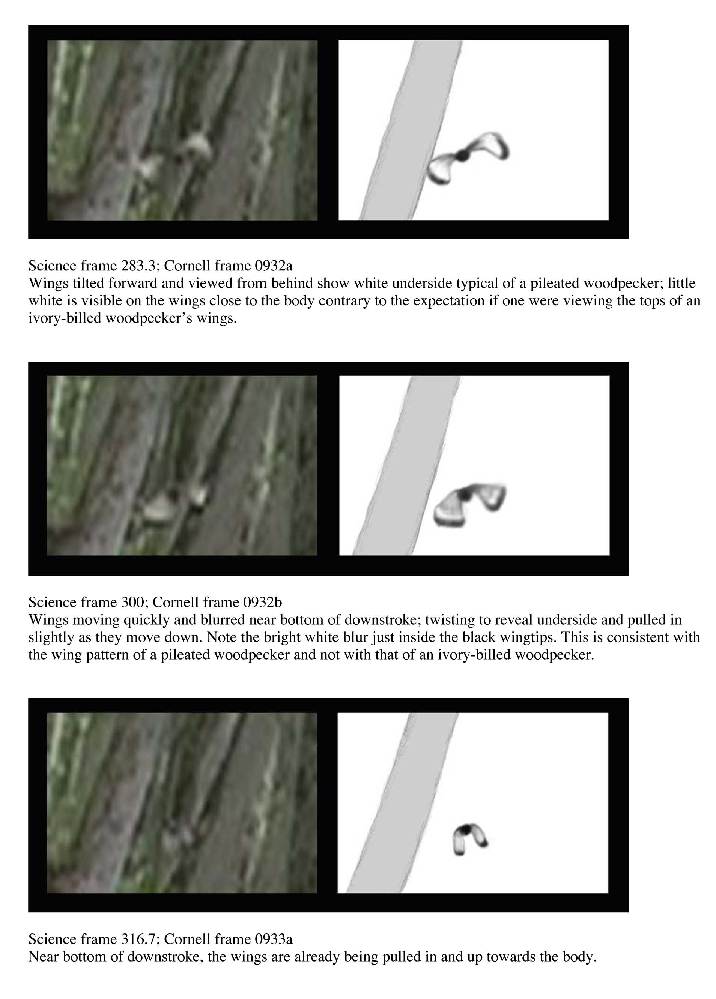 Science frame 283.3; Cornell frame 0932a
Wings tilted forward and viewed from behind show white underside typical of a pileated woodpecker; little
white is visible on the wings close to the body contrary to the expectation if one were viewing the tops of an
ivory-billed woodpecker’s wings.
Science frame 300; Cornell frame 0932b
Wings moving quickly and blurred near bottom of downstroke; twisting to reveal underside and pulled in
slightly as they move down. Note the bright white blur just inside the black wingtips. This is consistent with
the wing pattern of a pileated woodpecker and not with that of an ivory-billed woodpecker.
Science frame 316.7; Cornell frame 0933a
Near bottom of downstroke, the wings are already being pulled in and up towards the body.